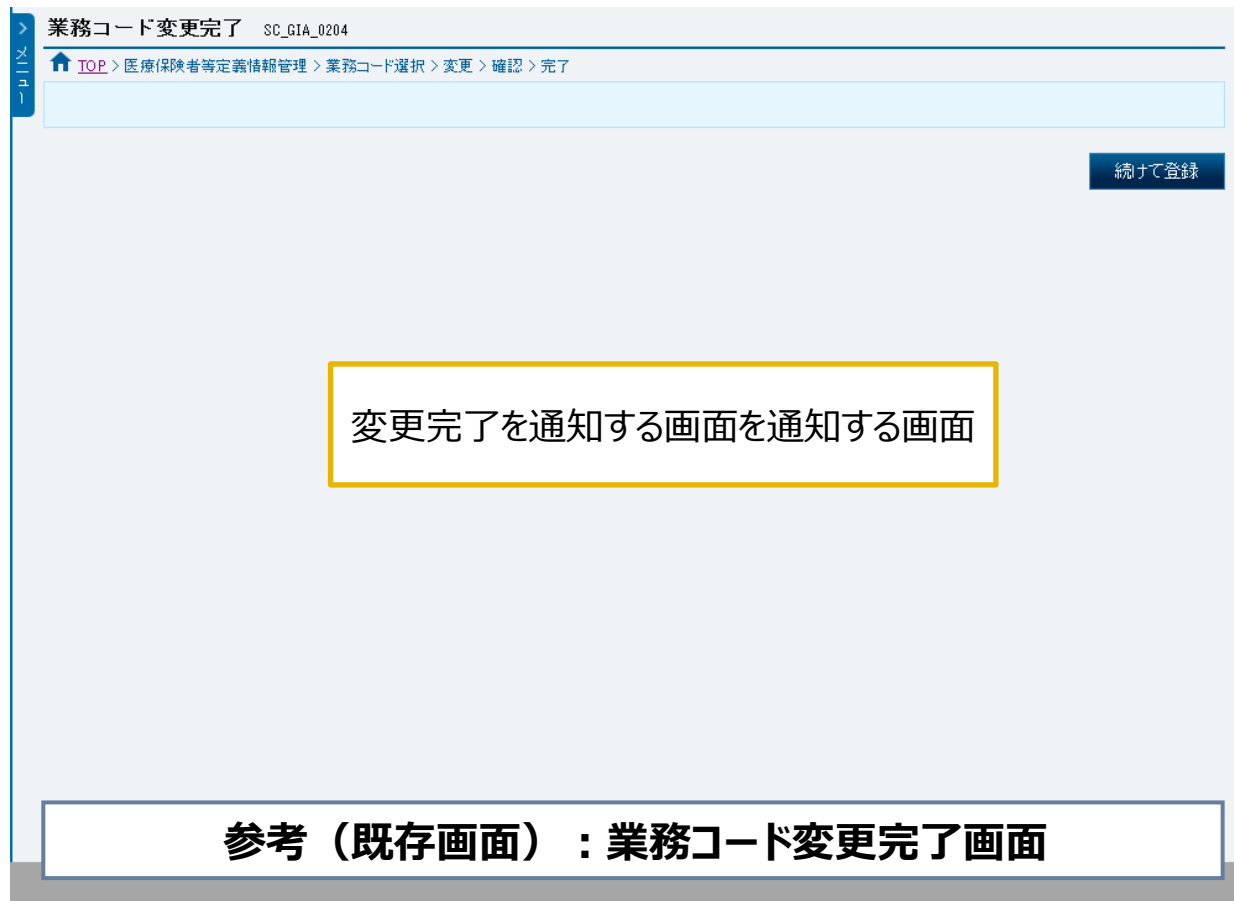 業務コード変更完了 SC_GIA_0204
メニュー
TOP > 医療保険者等定義情報管理 > 業務コード選択 > 変更 > 確認 > 完了
続けて登録
変更完了を通知する画面を通知する画面
参考（既存画面）：業務コード変更完了画面